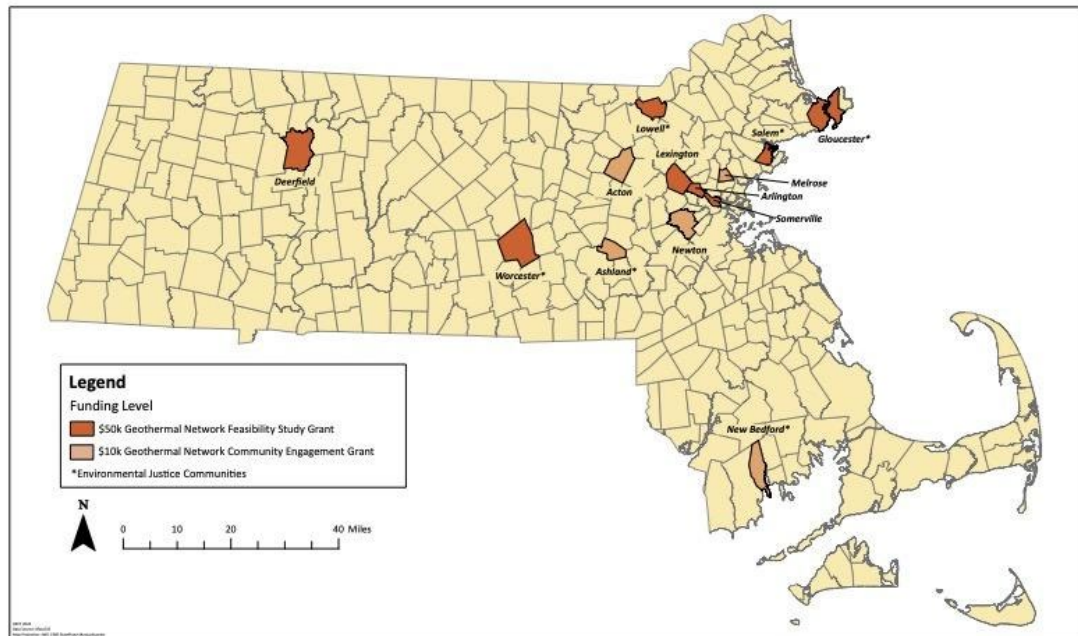 Lowell*
Salem*
Gloucester*
Lexington
Melrose
Deerfield
Acton
Arlington
Somerville
Newton
Worcester*
Ashland*
Legend
Funding Level
$50k Geothermal Network Feasibility Study Grant
$10k Geothermal Network Community Engagement Grant
*Environmental Justice Communities
New Bedford*
N
0 10 20 40 Miles